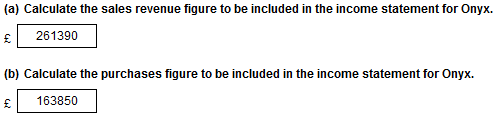 (a) Calculate the sales revenue figure to be included in the income statement for Onyx.
£ 261390
(b) Calculate the purchases figure to be included in the income statement for Onyx.
£ 163850